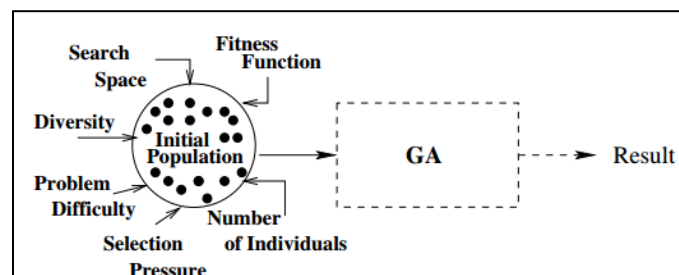 Search
Space
Fitness
Function
Diversity
Initial
Population
GA
Result
Problem
Difficulty
Number
of Individuals
Selection
Pressure